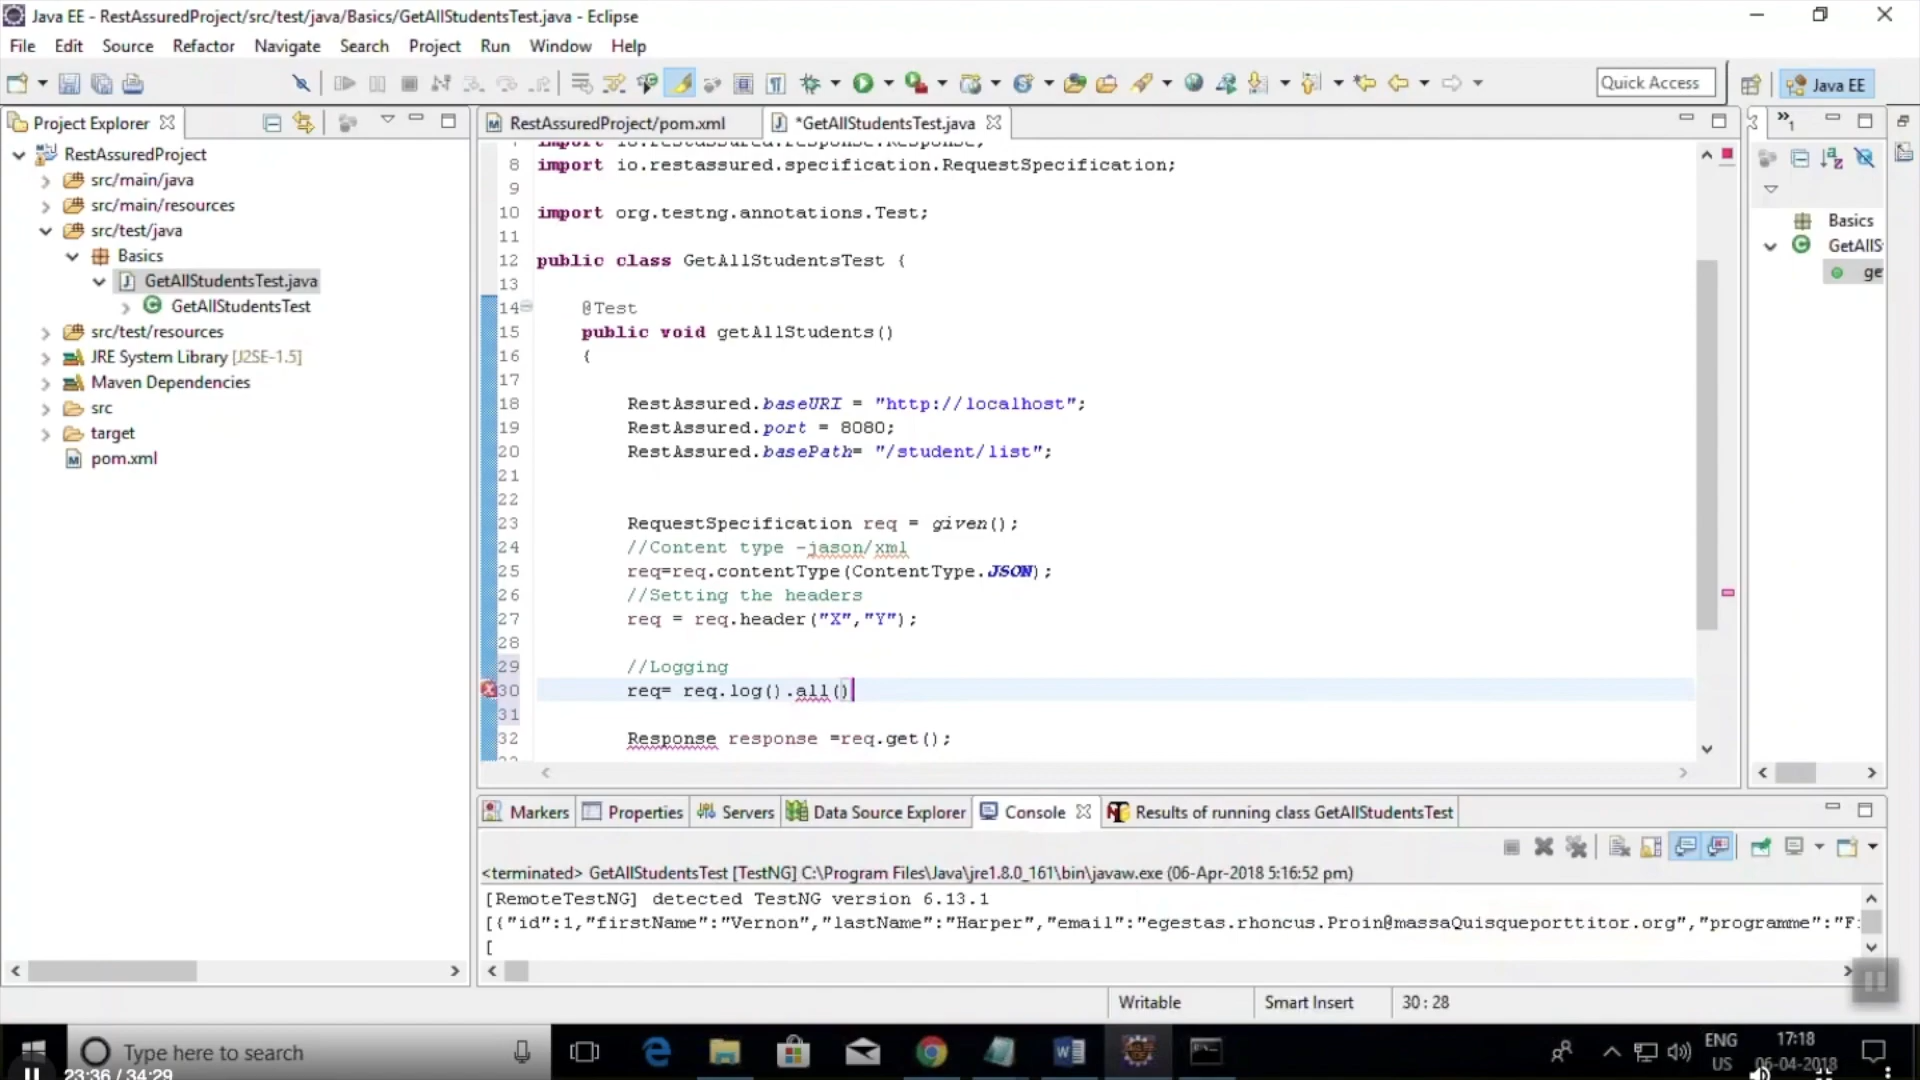 Java EE - RestAssuredProject/src/test/java/Basics/GetAllStudentsTest.java - Eclipse
File Edit Source Refactor Navigate Search Project Run Window Help
Quick Access
Java EE
Project Explorer
RestAssuredProject/pom.xml
*GetAllStudentsTest.java
RestAssuredProject
src/main/java
src/main/resources
src/test/java
Basics
GetAllStudentsTest.java
GetAllStudentsTest
src/test/resources
JRE System Library [J2SE-1.5]
Maven Dependencies
src
target
pom.xml
import io.restassured.response.Response;
8 import io.restassured.specification.RequestSpecification;
9
10 import org.testng.annotations.Test;
11
12 public class GetAllStudentsTest {
13
14 @Test
15 public void getAllStudents()
16 {
17
18 RestAssured.baseURI = "http://localhost";
19 RestAssured.port = 8080;
20 RestAssured.basePath= "/student/list";
21
22
23 RequestSpecification req = given();
24 //Content type -jason/xml
25 req=req.contentType(ContentType.JSON);
26 //Setting the headers
27 req = req.header("X","Y");
28
29 //Logging
30 req= req.log().all()
31
32 Response response =req.get();
Basics
GetAllS
ge
Markers
Properties
Servers
Data Source Explorer
Console
Results of running class GetAllStudentsTest
<terminated> GetAllStudentsTest [TestNG] C:\Program Files\Java\jre1.8.0_161\bin\javaw.exe (06-Apr-2018 5:16:52 pm)
[RemoteTestNG] detected TestNG version 6.13.1
[{"id":1,"firstName":"Vernon","lastName":"Harper","email":"egestas.rhoncus.Proin@massaQuisqueporttitor.org","programme":"F
[
Writable
Smart Insert
30 : 28
Type here to search
ENG
US
17:18
06-04-2018
23:36 / 34:29